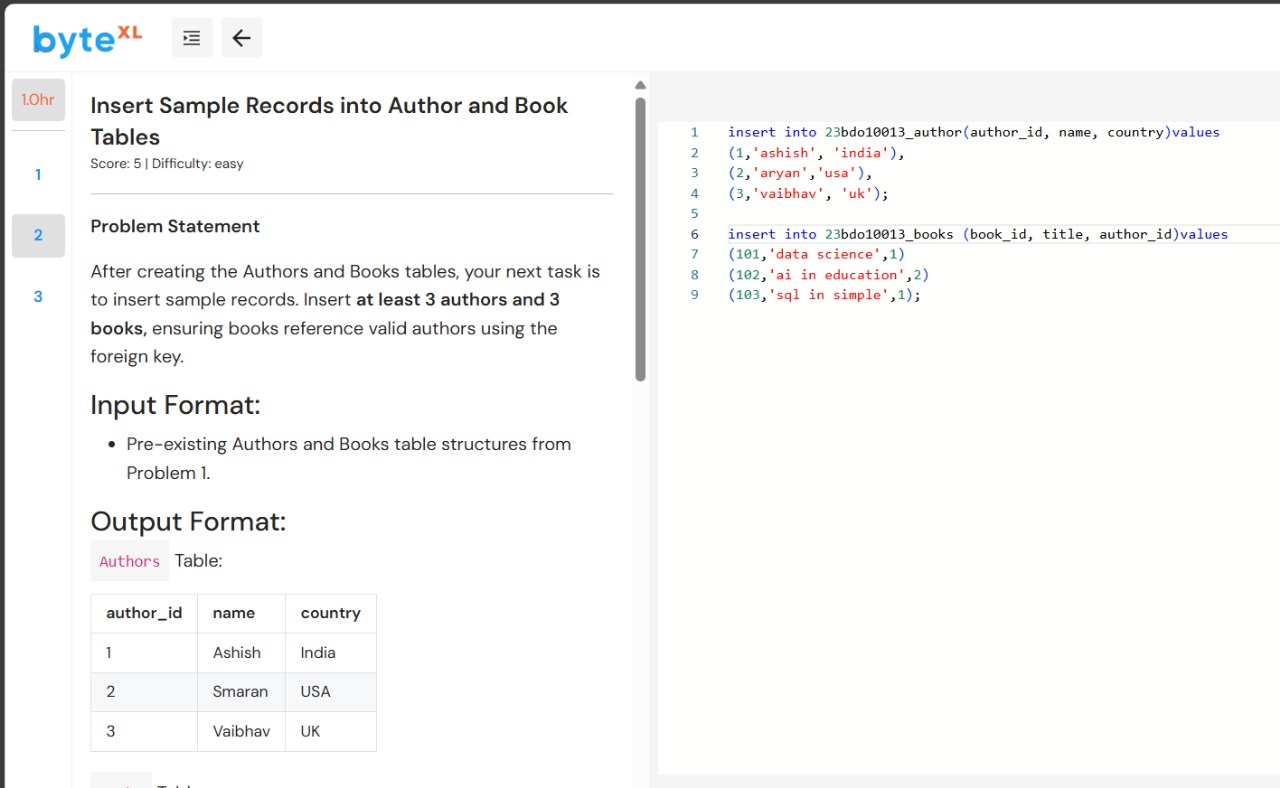 byteXL
1.0hr
1
2
3
Insert Sample Records into Author and Book
Tables
Score: 5 | Difficulty: easy
Problem Statement
After creating the Authors and Books tables, your next task is
to insert sample records. Insert at least 3 authors and 3
books, ensuring books reference valid authors using the
foreign key.
Input Format:
• Pre-existing Authors and Books table structures from
Problem 1.
Output Format:
Authors Table:
author_id name country
1 Ashish India
2 Smaran USA
3 Vaibhav UK
1 insert into 23bdo10013_author(author_id, name, country)values
2 (1,'ashish', 'india'),
3 (2,'aryan','usa'),
4 (3,'vaibhav', 'uk');
5
6 insert into 23bdo10013_books (book_id, title, author_id)values
7 (101,'data science',1)
8 (102,'ai in education',2)
9 (103,'sql in simple',1);